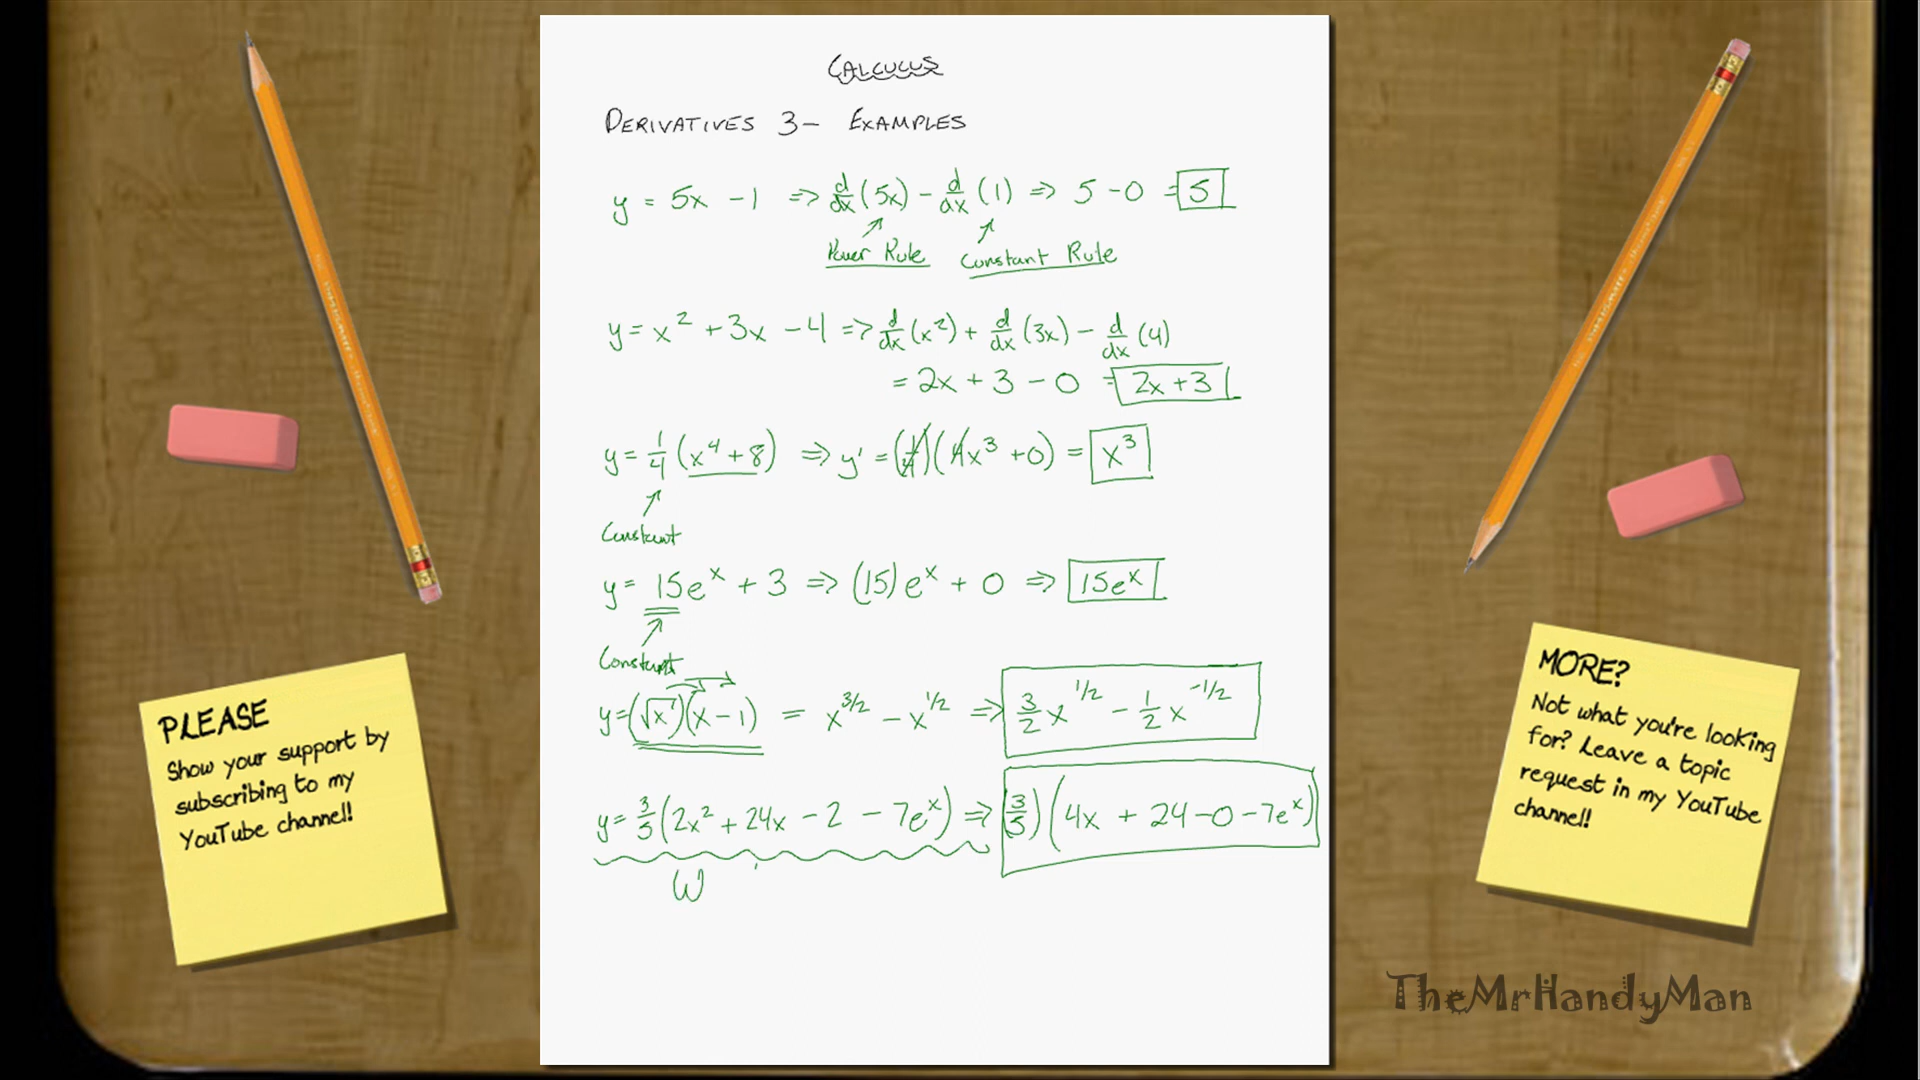 CALCULUS
DERIVATIVES 3- EXAMPLES
y = 5x - 1 => d/dx (5x) - d/dx (1) => 5 - 0 = 5
Power Rule Constant Rule
y = x² + 3x - 4 => d/dx (x²) + d/dx (3x) - d/dx (4)
= 2x + 3 - 0 = 2x + 3
y = 1/4 (x⁴ + 8) => y' = (1/4)(4x³ + 0) = x³
Constant
y = 15eˣ + 3 => (15)eˣ + 0 => 15eˣ
Constant
y = (√x)(x - 1) = x^3/2 - x^1/2 => 3/2 x^1/2 - 1/2 x^-1/2
y = 3/5 (2x² + 24x - 2 - 7eˣ) => (3/5)(4x + 24 - 0 - 7eˣ)
W
PLEASE
Show your support by
subscribing to my
YouTube channel!
MORE?
Not what you're looking
for? Leave a topic
request in my YouTube
channel!
TheMrHandyMan